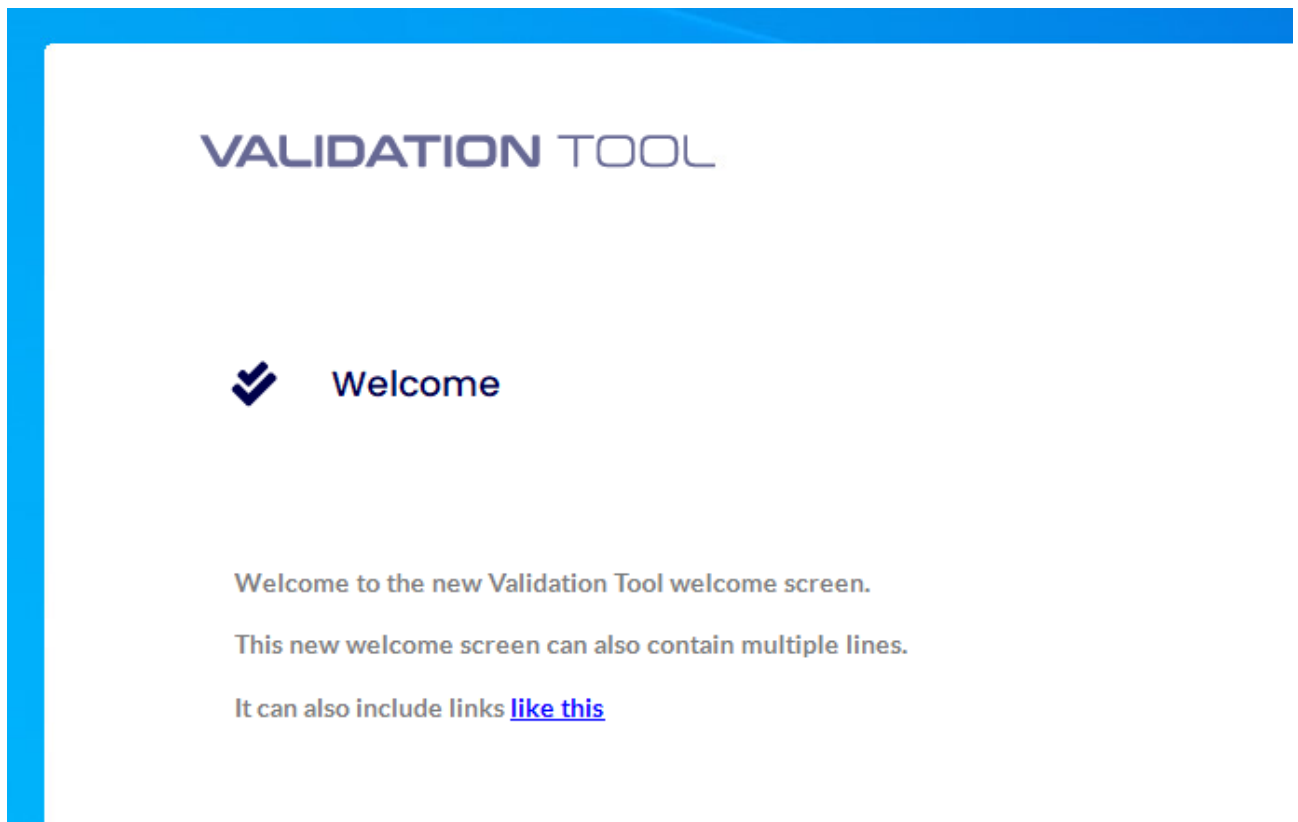 VALIDATION TOOL
Welcome
Welcome to the new Validation Tool welcome screen.
This new welcome screen can also contain multiple lines.
It can also include links like this